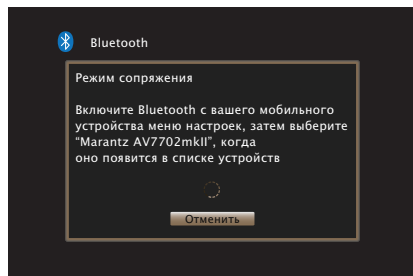 Bluetooth
Режим сопряжения
Включите Bluetooth с вашего мобильного
устройства меню настроек, затем выберите
“Marantz AV7702mkII”, когда
оно появится в списке устройств
Отменить